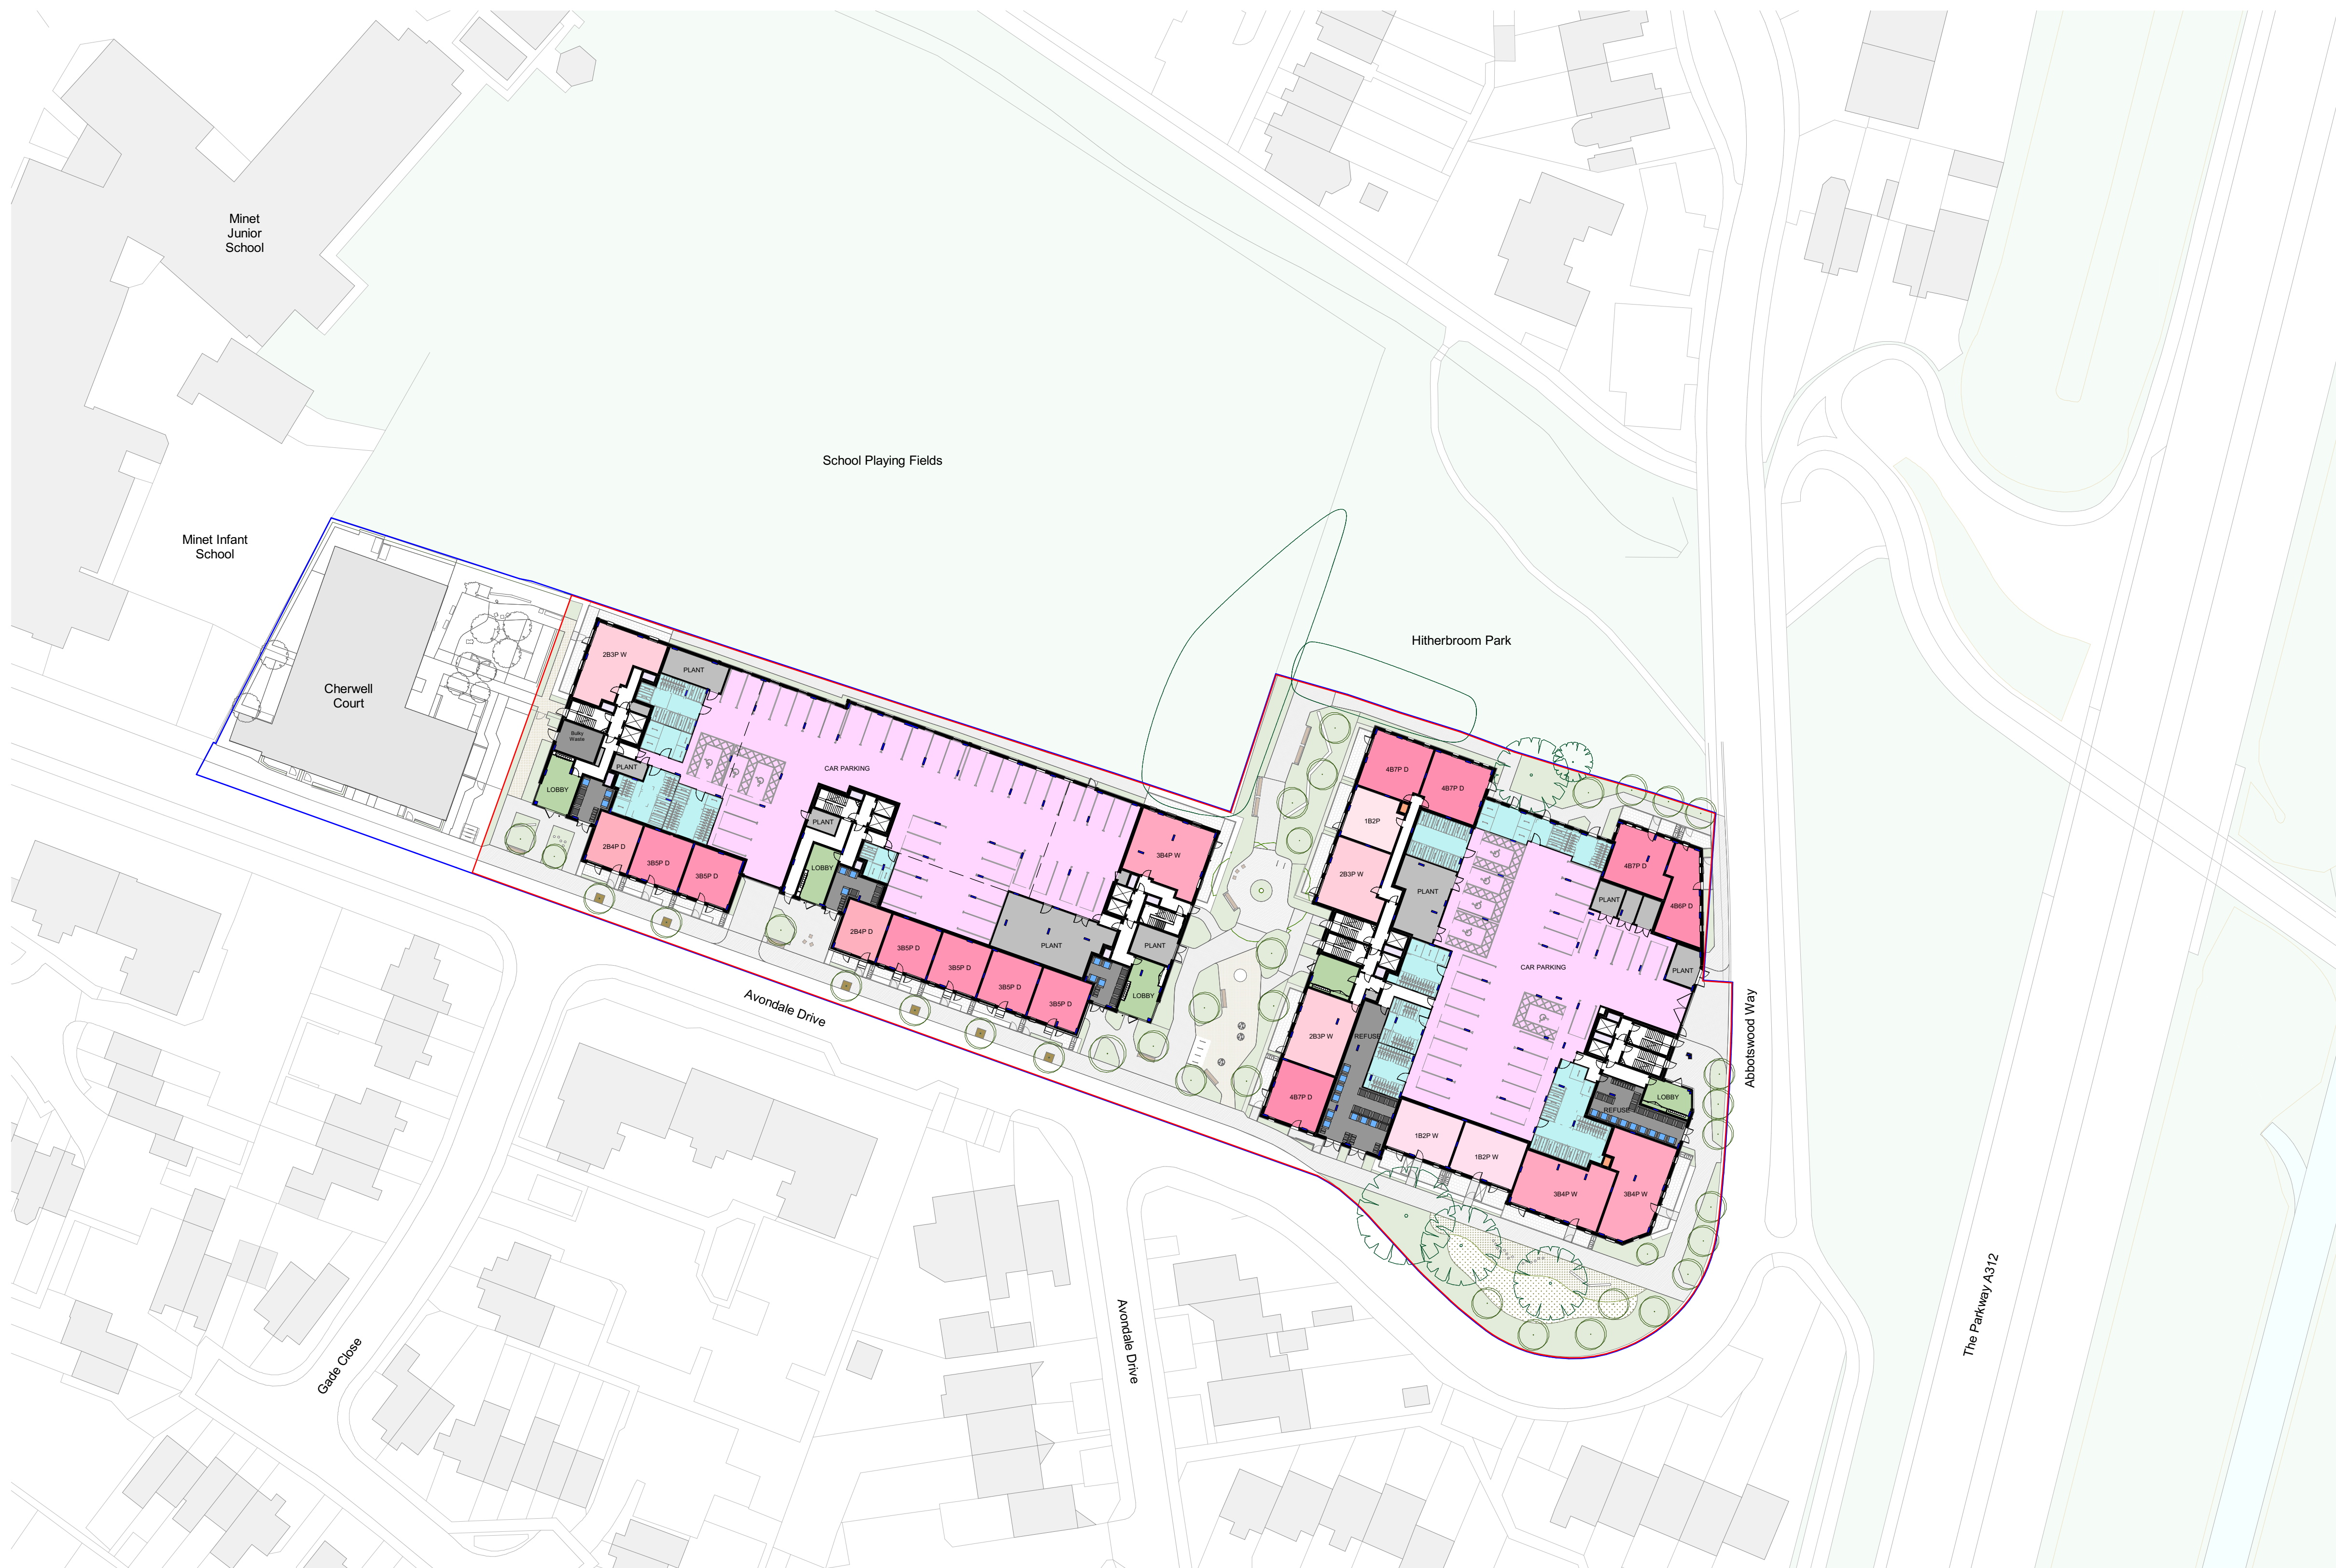 Minet
Junior
School
School Playing Fields
Minet Infant
School
Hitherbroom Park
Cherwell
Court
2B3P W
PLANT
Bulky
Waste
PLANT
LOBBY
CAR PARKING
2B4P D
3B5P D
3B5P D
PLANT
LOBBY
3B4P W
2B4P D
3B5P D
3B5P D
3B5P D
3B5P D
PLANT
PLANT
LOBBY
4B7P D
4B7P D
1B2P
2B3P W
PLANT
4B7P D
PLANT
4B6P D
CAR PARKING
PLANT
2B3P W
REFUSE
4B7P D
LOBBY
REFUSE
1B2P W
1B2P W
3B4P W
3B4P W
Avondale Drive
Abbotswood Way
Avondale Drive
Gade Close
The Parkway A312